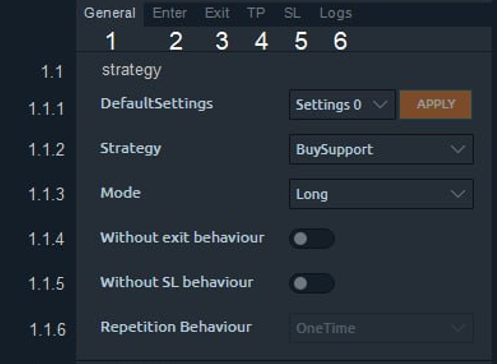 General Enter Exit TP SL Logs
1 2 3 4 5 6
1.1 strategy
1.1.1 DefaultSettings Settings 0 APPLY
1.1.2 Strategy BuySupport
1.1.3 Mode Long
1.1.4 Without exit behaviour
1.1.5 Without SL behaviour
1.1.6 Repetition Behaviour OneTime